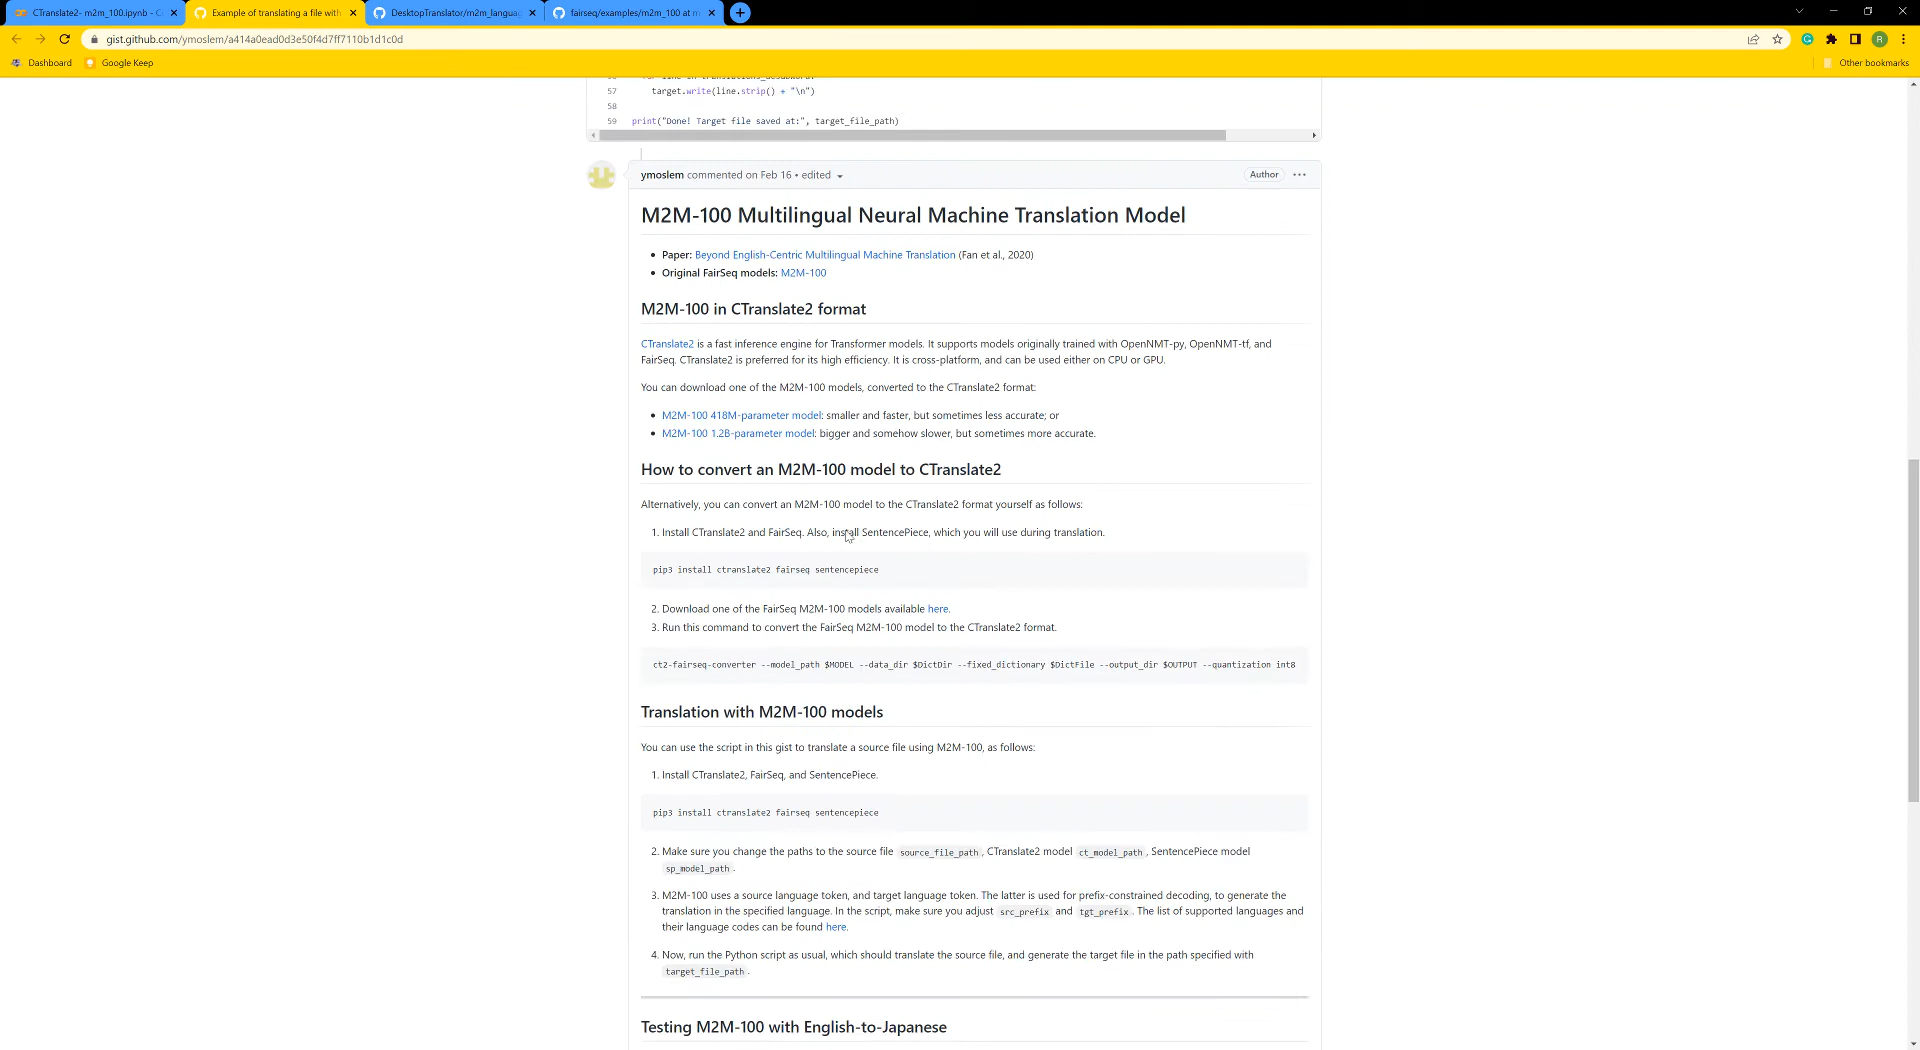 CTranslate2- m2m_100.ipynb - C
Example of translating a file with
DesktopTranslator/m2m_langua
fairseq/examples/m2m_100 at m
gist.github.com/ymoslem/a414a0ead0d3e50f4d7ff7110b1d1c0d
R
Dashboard
Google Keep
Other bookmarks
57 target.write(line.strip() + "\n")
58
59 print("Done! Target file saved at:", target_file_path)
ymoslem commented on Feb 16 • edited
Author
M2M-100 Multilingual Neural Machine Translation Model
• Paper: Beyond English-Centric Multilingual Machine Translation (Fan et al., 2020)
• Original FairSeq models: M2M-100
M2M-100 in CTranslate2 format
CTranslate2 is a fast inference engine for Transformer models. It supports models originally trained with OpenNMT-py, OpenNMT-tf, and
FairSeq. CTranslate2 is preferred for its high efficiency. It is cross-platform, and can be used either on CPU or GPU.
You can download one of the M2M-100 models, converted to the CTranslate2 format:
• M2M-100 418M-parameter model: smaller and faster, but sometimes less accurate; or
• M2M-100 1.2B-parameter model: bigger and somehow slower, but sometimes more accurate.
How to convert an M2M-100 model to CTranslate2
Alternatively, you can convert an M2M-100 model to the CTranslate2 format yourself as follows:
1. Install CTranslate2 and FairSeq. Also, install SentencePiece, which you will use during translation.
pip3 install ctranslate2 fairseq sentencepiece
2. Download one of the FairSeq M2M-100 models available here.
3. Run this command to convert the FairSeq M2M-100 model to the CTranslate2 format.
ct2-fairseq-converter --model_path $MODEL --data_dir $DictDir --fixed_dictionary $DictFile --output_dir $OUTPUT --quantization int8
Translation with M2M-100 models
You can use the script in this gist to translate a source file using M2M-100, as follows:
1. Install CTranslate2, FairSeq, and SentencePiece.
pip3 install ctranslate2 fairseq sentencepiece
2. Make sure you change the paths to the source file source_file_path, CTranslate2 model ct_model_path, SentencePiece model
sp_model_path.
3. M2M-100 uses a source language token, and target language token. The latter is used for prefix-constrained decoding, to generate the
translation in the specified language. In the script, make sure you adjust src_prefix and tgt_prefix. The list of supported languages and
their language codes can be found here.
4. Now, run the Python script as usual, which should translate the source file, and generate the target file in the path specified with
target_file_path.
Testing M2M-100 with English-to-Japanese